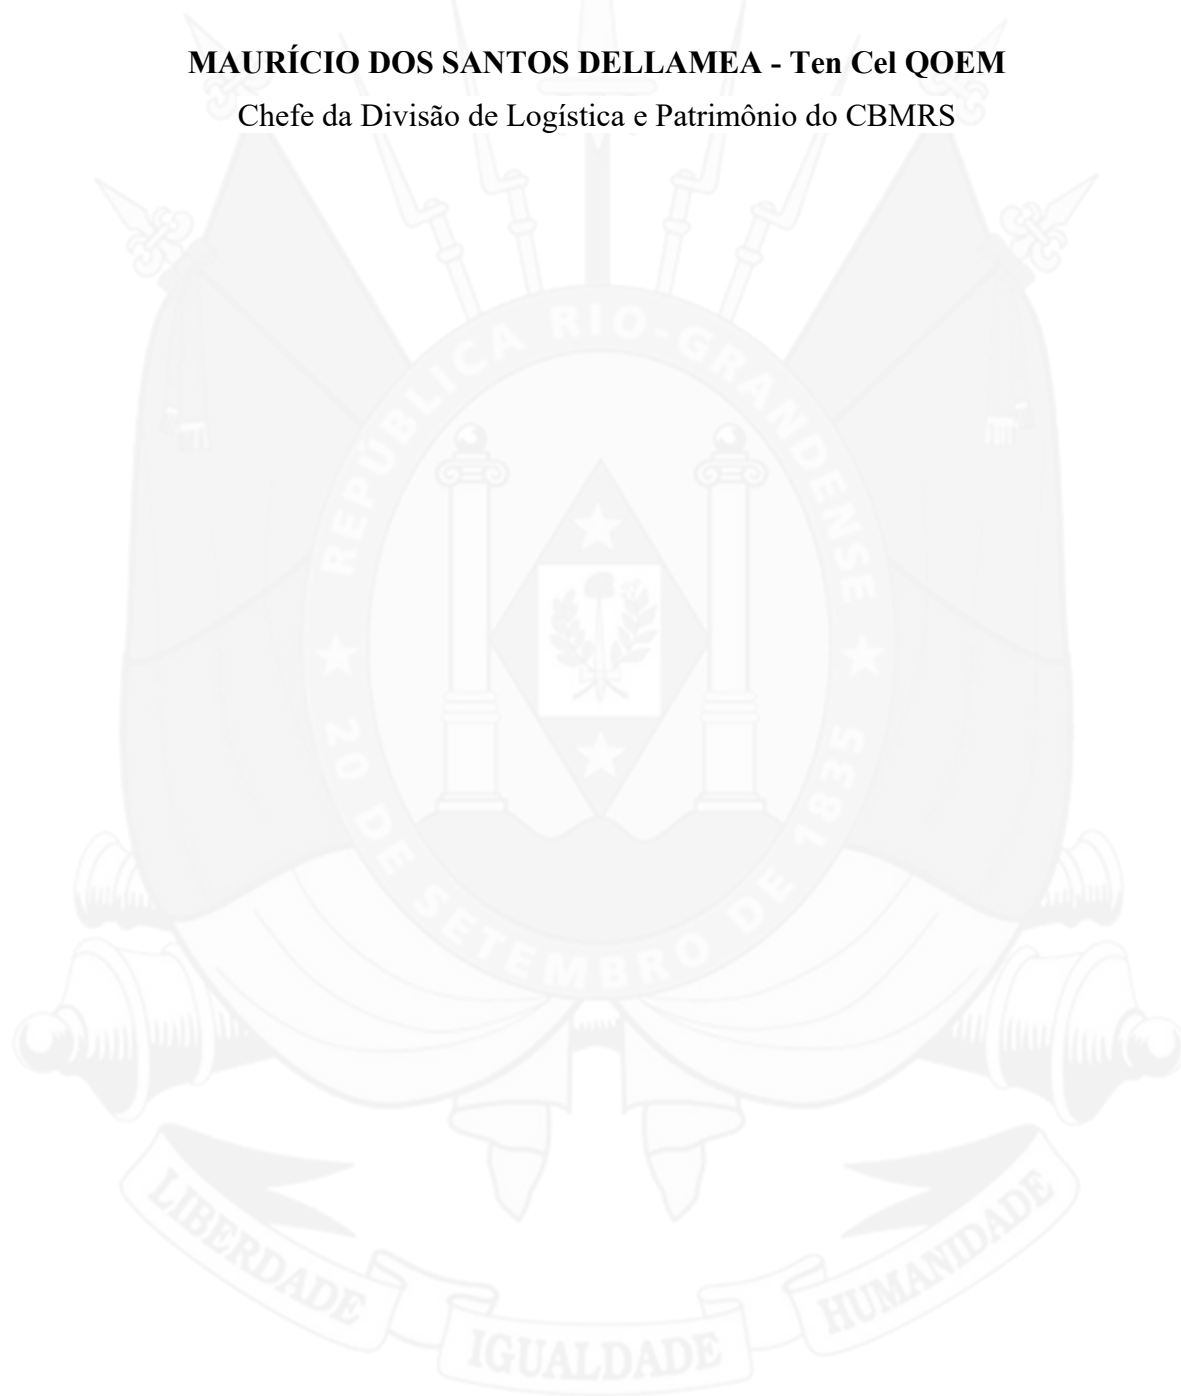 MAURÍCIO DOS SANTOS DELLAMEA - Ten Cel QOEM
Chefe da Divisão de Logística e Patrimônio do CBMRS
REPÚBLICA RIO-GRANDENSE
20 DE SETEMBRO DE 1835
LIBERDADE
IGUALDADE
HUMANIDADE